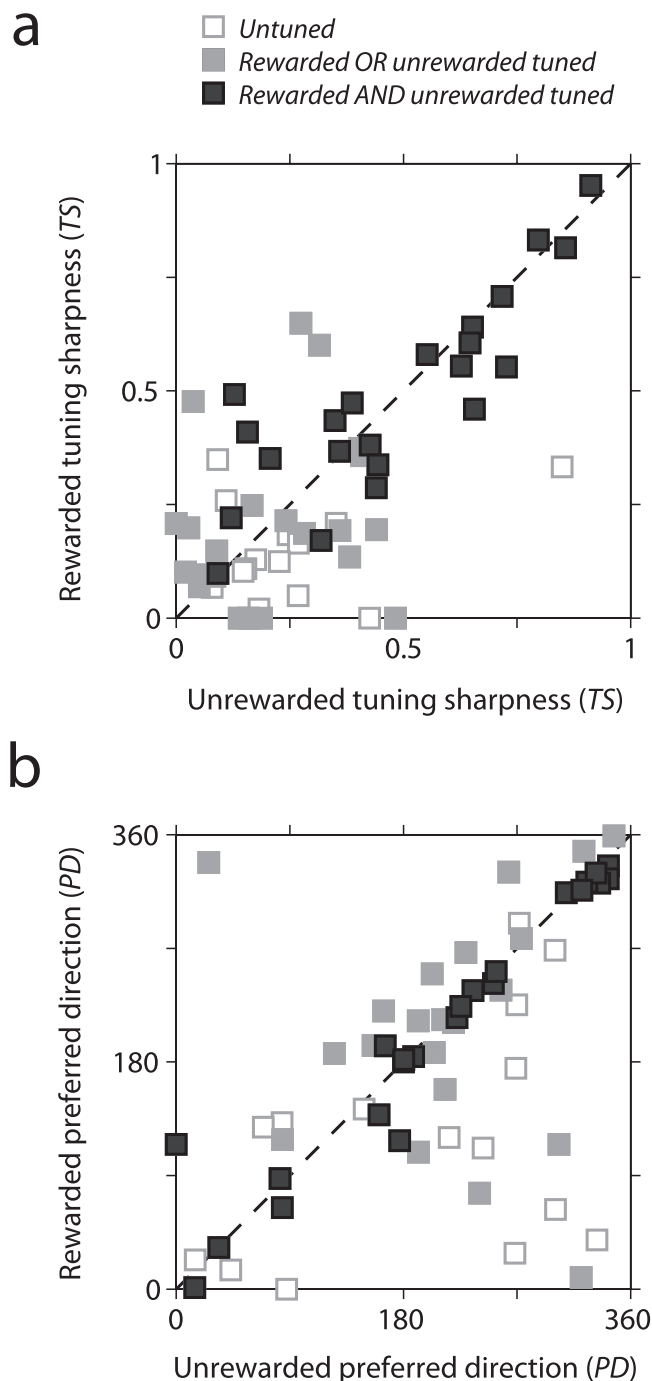 a
Untuned
Rewarded OR unrewarded tuned
Rewarded AND unrewarded tuned
1
0.5
0
Rewarded tuning sharpness (TS)
0 0.5 1
Unrewarded tuning sharpness (TS)
b
360
180
0
Rewarded preferred direction (PD)
0 180 360
Unrewarded preferred direction (PD)